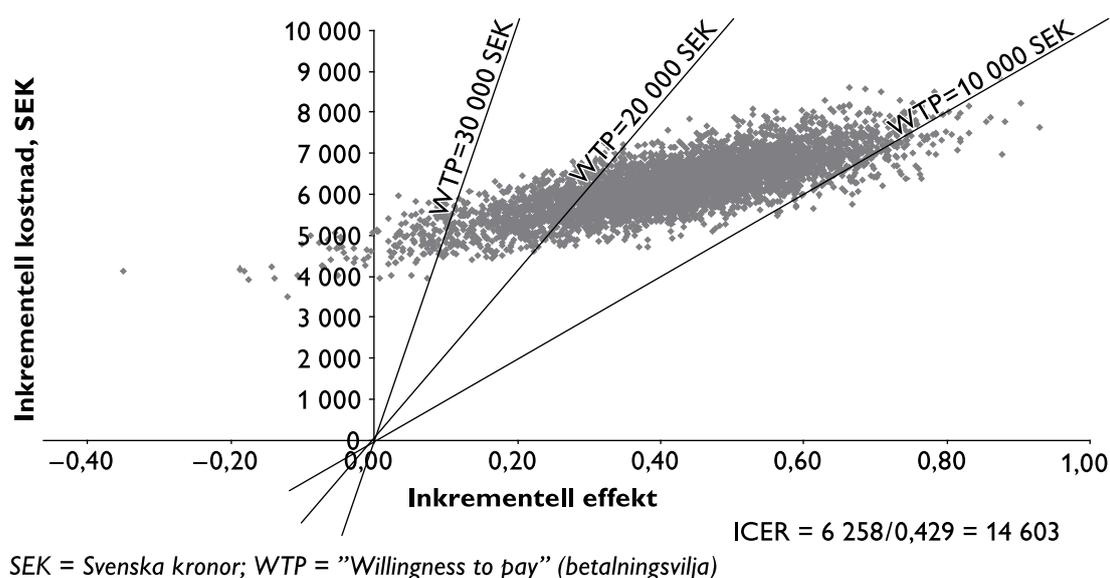 Inkrementell kostnad, SEK
10 000
9 000
8 000
7 000
6 000
5 000
4 000
3 000
2 000
1 000
0
WTP=30 000 SEK
WTP=20 000 SEK
WTP=10 000 SEK
–0,40 –0,20 0,00 0,20 0,40 0,60 0,80 1,00
Inkrementell effekt
ICER = 6 258/0,429 = 14 603
SEK = Svenska kronor; WTP = ”Willingness to pay” (betalningsvilja)